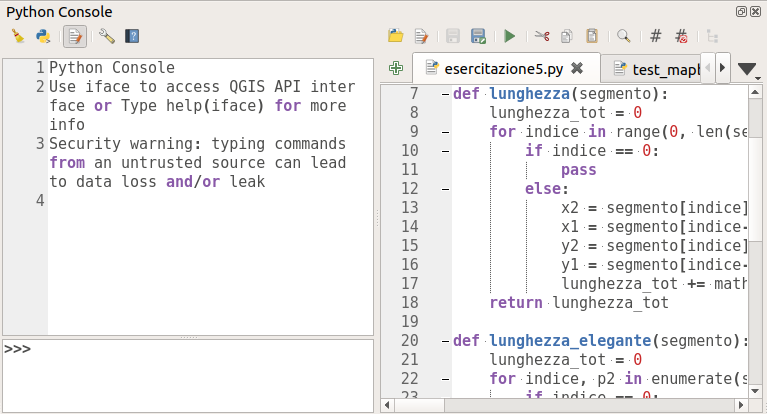 Python Console
1 Python Console
2 Use iface to access QGIS API inter
face or Type help(iface) for more
info
3 Security warning: typing commands
from an untrusted source can lead
to data loss and/or leak
4
>>>
esercitazione5.py
test_mapb
7 def lunghezza(segmento):
8 lunghezza_tot = 0
9 for indice in range(0, len(se
10 if indice == 0:
11 pass
12 else:
13 x2 = segmento[indice]
14 x1 = segmento[indice-
15 y2 = segmento[indice]
16 y1 = segmento[indice-
17 lunghezza_tot += math
18 return lunghezza_tot
19
20 def lunghezza_elegante(segmento):
21 lunghezza_tot = 0
22 for indice, p2 in enumerate(s
23 if indice == 0: